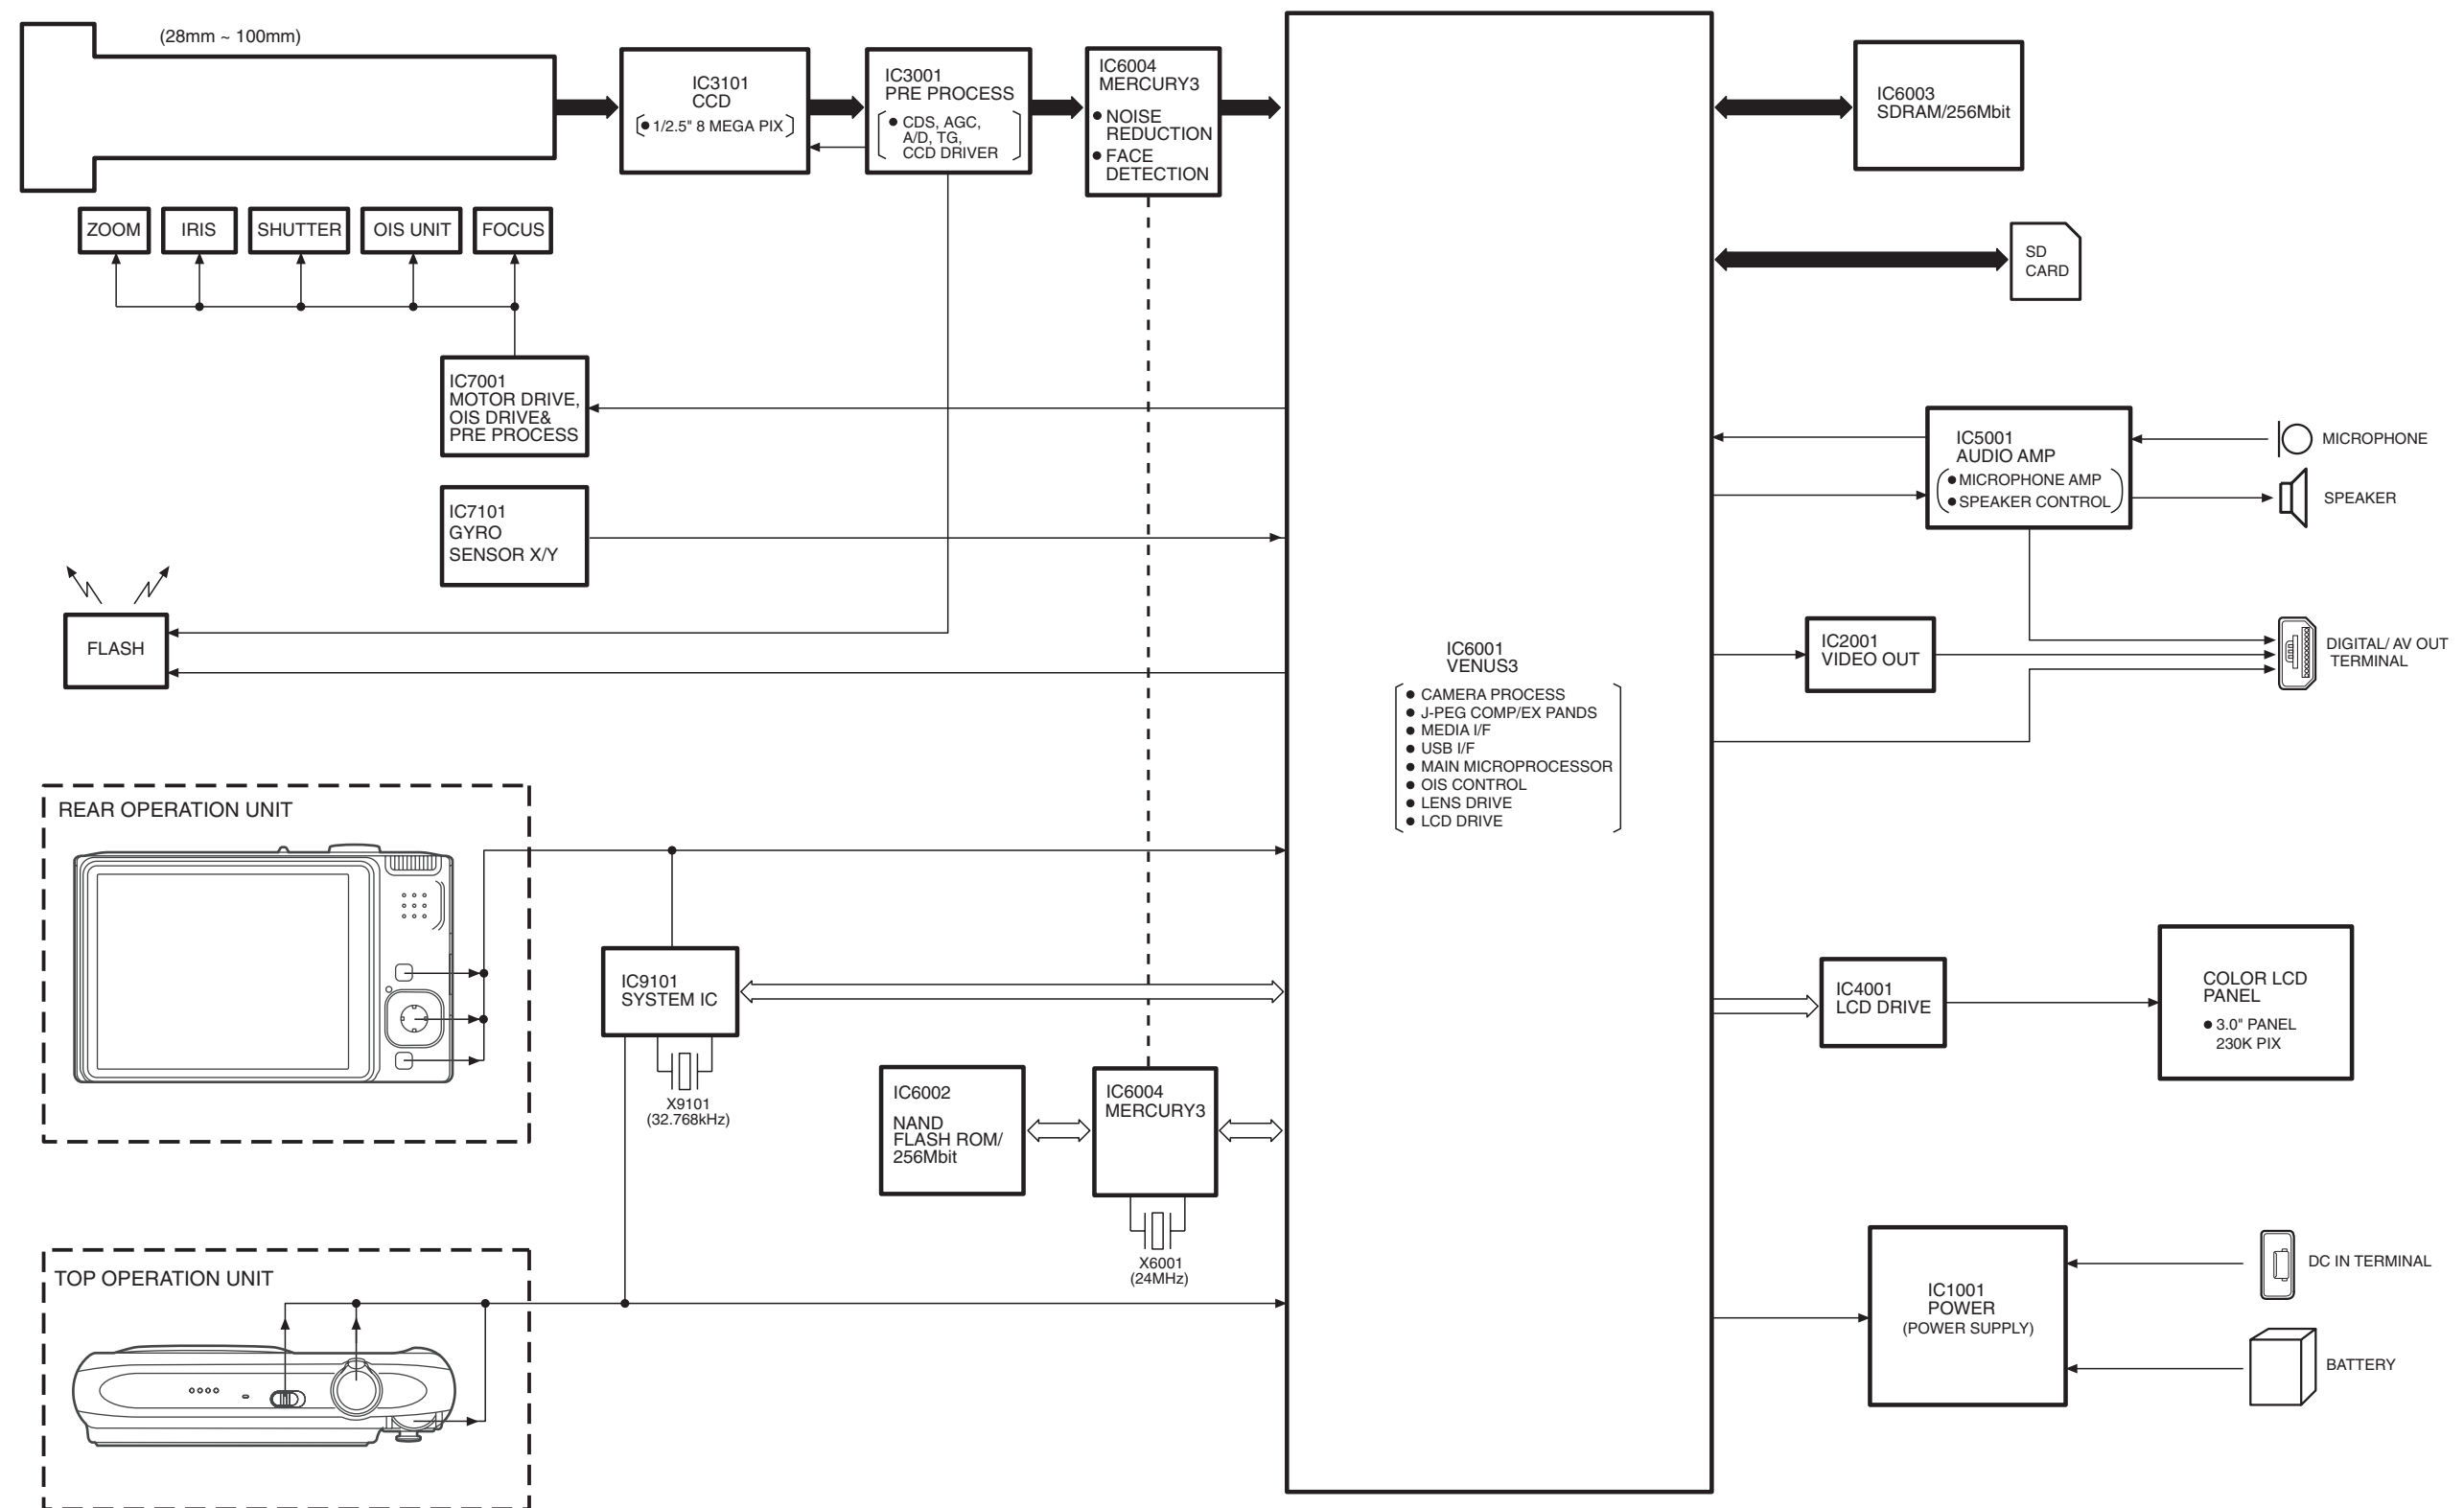 (28mm ~ 100mm)
IC3101
CCD
● 1/2.5" 8 MEGA PIX
IC3001
PRE PROCESS
● CDS, AGC,
A/D, TG,
CCD DRIVER
IC6004
MERCURY3
● NOISE
REDUCTION
● FACE
DETECTION
IC6003
SDRAM/256Mbit
ZOOM
IRIS
SHUTTER
OIS UNIT
FOCUS
SD
CARD
IC7001
MOTOR DRIVE,
OIS DRIVE&
PRE PROCESS
IC7101
GYRO
SENSOR X/Y
FLASH
IC5001
AUDIO AMP
● MICROPHONE AMP
● SPEAKER CONTROL
MICROPHONE
SPEAKER
IC2001
VIDEO OUT
DIGITAL/ AV OUT
TERMINAL
IC6001
VENUS3
● CAMERA PROCESS
● J-PEG COMP/EX PANDS
● MEDIA I/F
● USB I/F
● MAIN MICROPROCESSOR
● OIS CONTROL
● LENS DRIVE
● LCD DRIVE
REAR OPERATION UNIT
IC9101
SYSTEM IC
X9101
(32.768kHz)
IC6002
NAND
FLASH ROM/
256Mbit
IC6004
MERCURY3
X6001
(24MHz)
IC4001
LCD DRIVE
COLOR LCD
PANEL
● 3.0" PANEL
230K PIX
TOP OPERATION UNIT
IC1001
POWER
(POWER SUPPLY)
DC IN TERMINAL
BATTERY